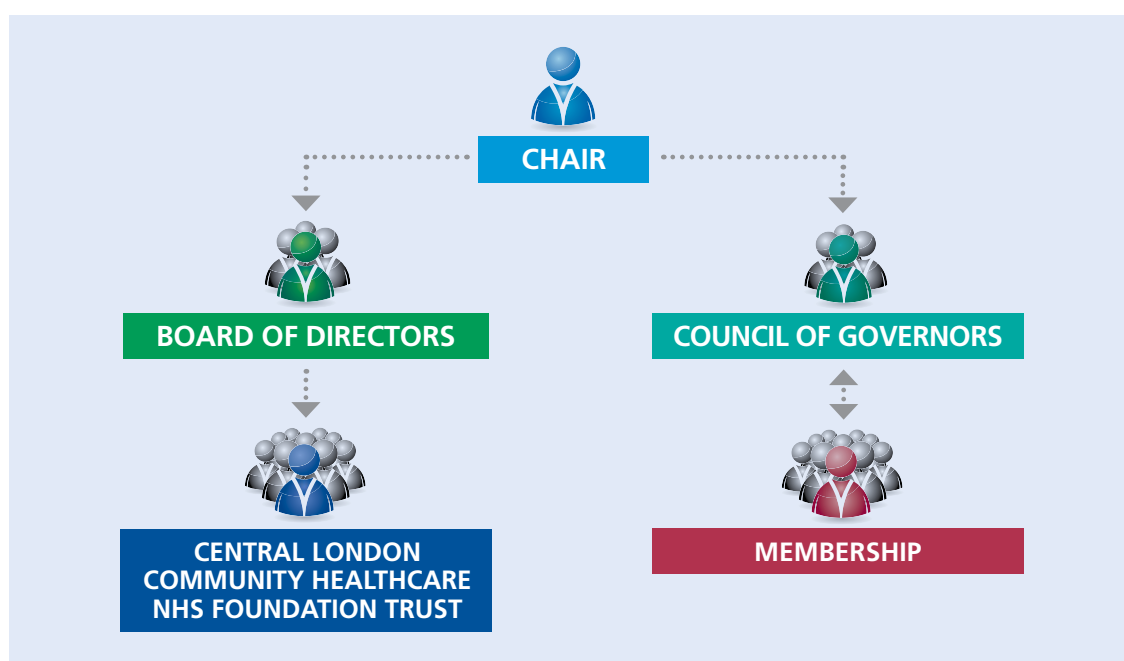 CHAIR
BOARD OF DIRECTORS
COUNCIL OF GOVERNORS
CENTRAL LONDON
COMMUNITY HEALTHCARE
NHS FOUNDATION TRUST
MEMBERSHIP